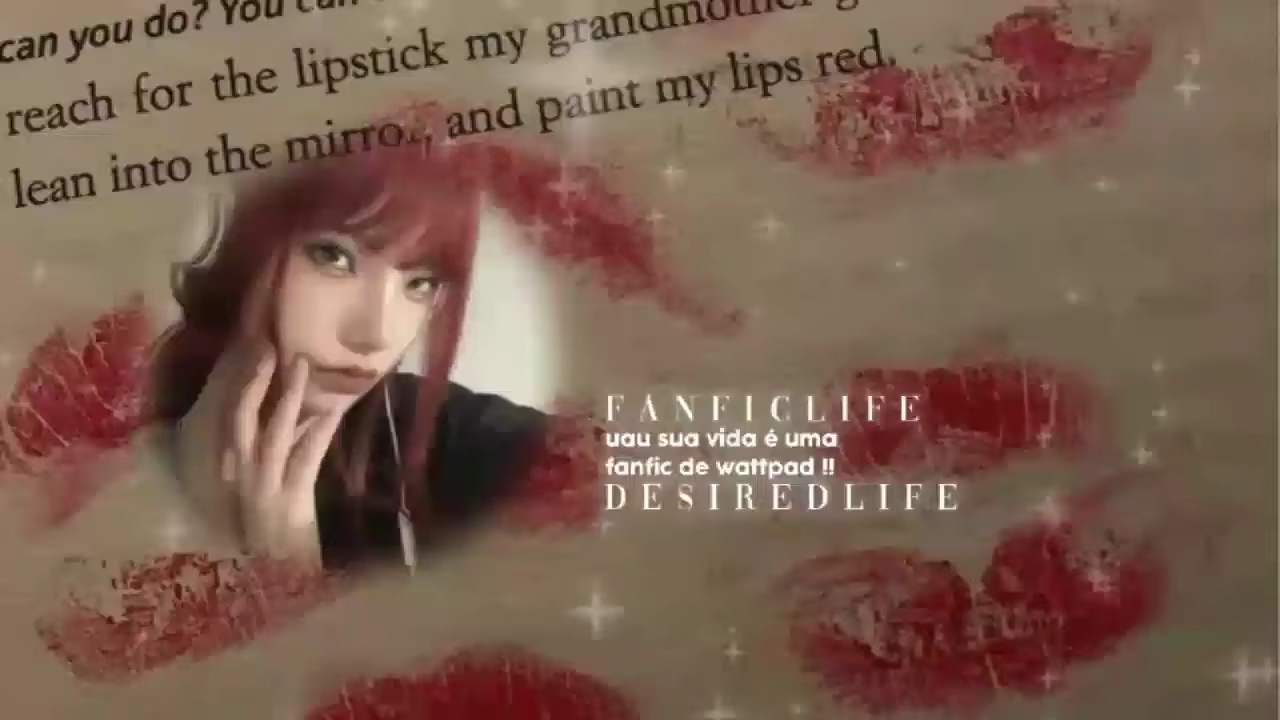 can you do? You can
reach for the lipstick my grandmother
lean into the mirror, and paint my lips red.
FANFICLIFE
uau sua vida é uma
fanfic de wattpad !!
DESIREDLIFE